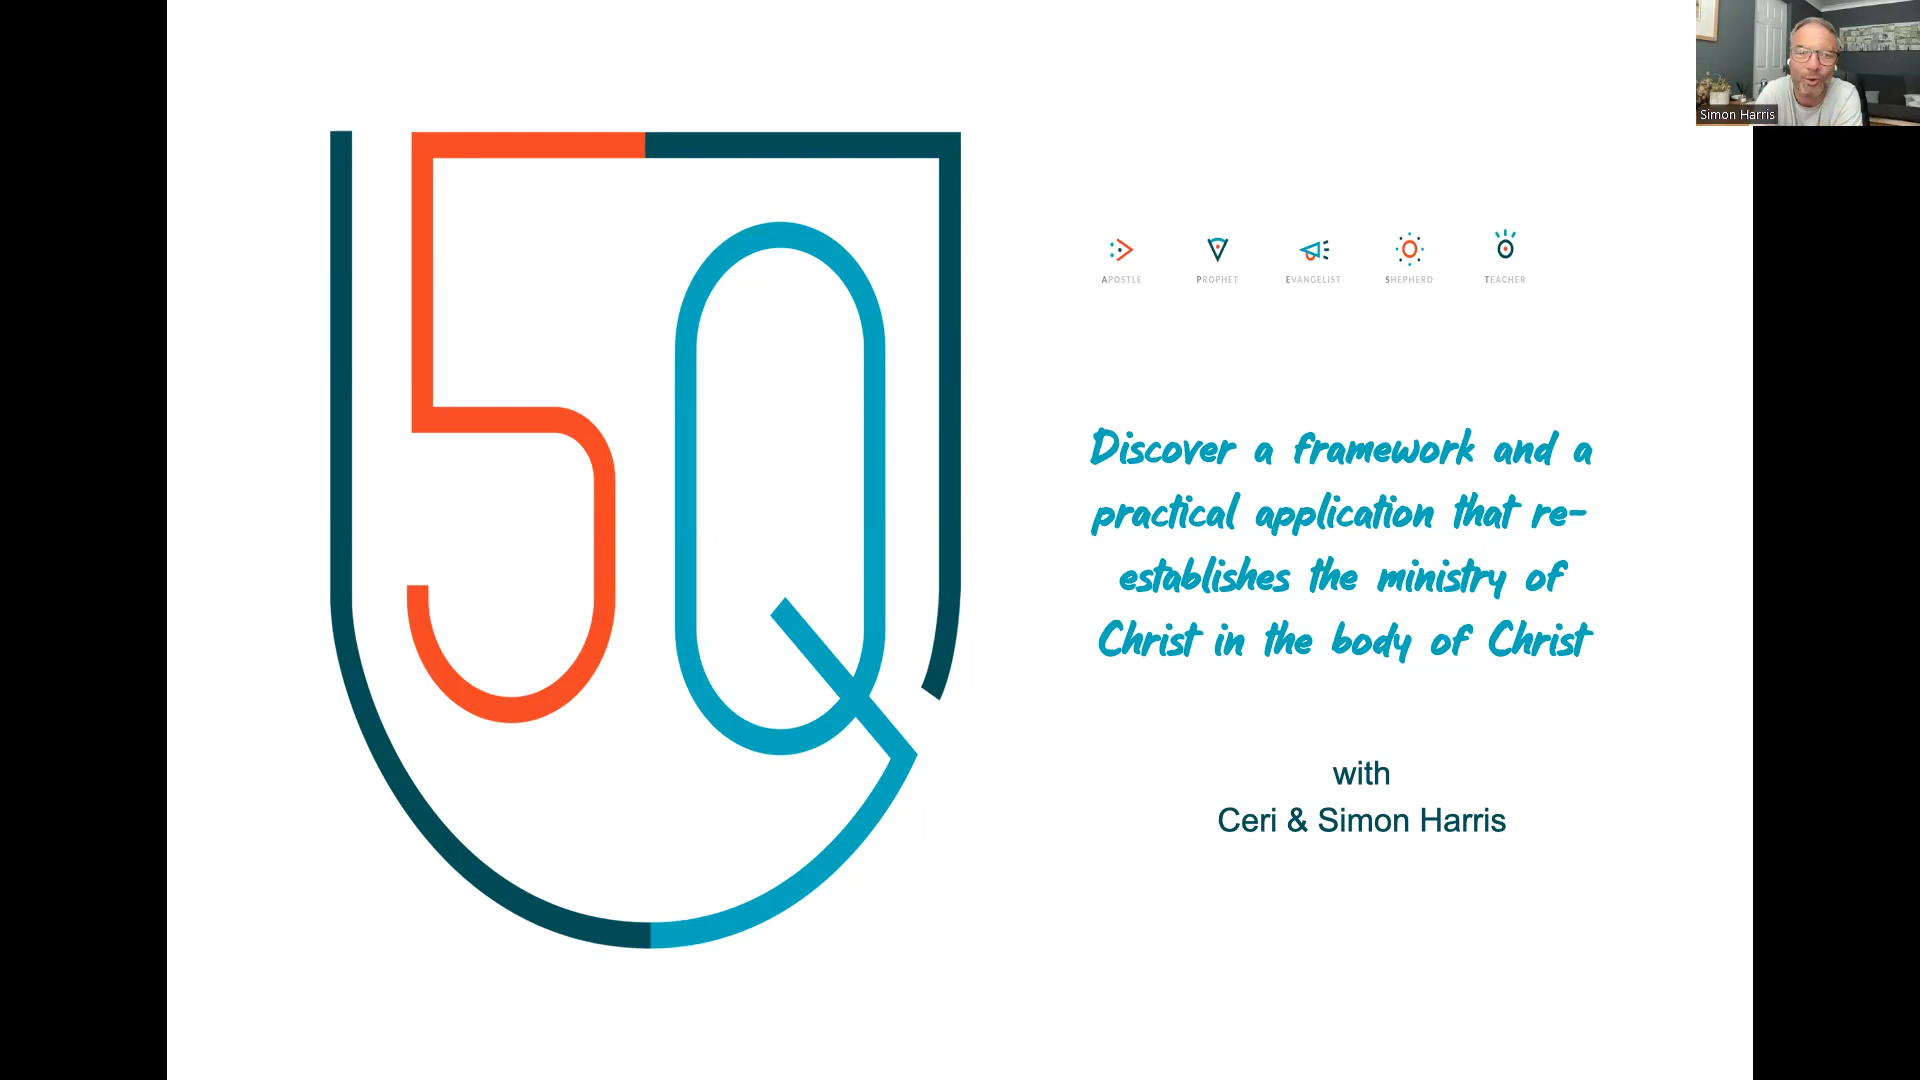 Simon Harris
5Q
APOSTLE PROPHET EVANGELIST SHEPHERD TEACHER
Discover a framework and a
practical application that re-
establishes the ministry of
Christ in the body of Christ
with
Ceri & Simon Harris